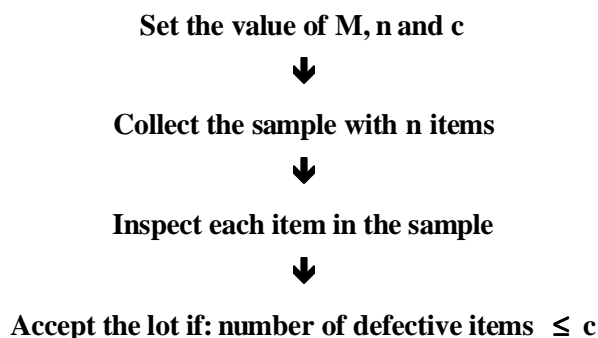 Set the value of M, n and c
Collect the sample with n items
Inspect each item in the sample
Accept the lot if: number of defective items ≤ c